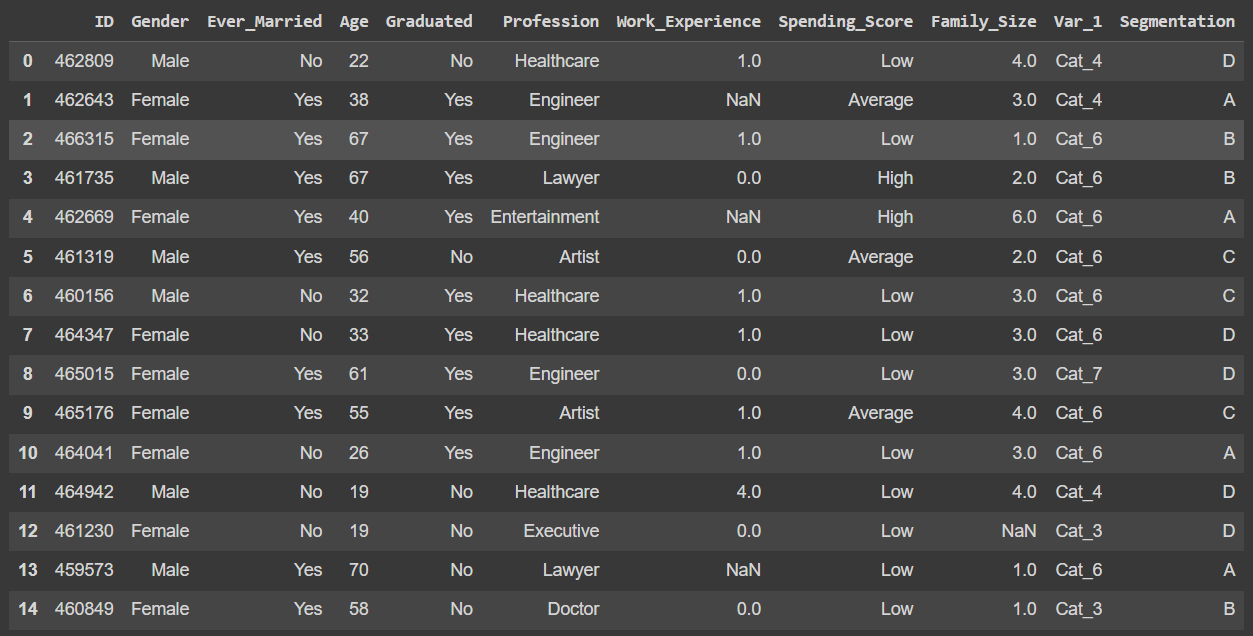 ID Gender Ever_Married Age Graduated Profession Work_Experience Spending_Score Family_Size Var_1 Segmentation
0 462809 Male No 22 No Healthcare 1.0 Low 4.0 Cat_4 D
1 462643 Female Yes 38 Yes Engineer NaN Average 3.0 Cat_4 A
2 466315 Female Yes 67 Yes Engineer 1.0 Low 1.0 Cat_6 B
3 461735 Male Yes 67 Yes Lawyer 0.0 High 2.0 Cat_6 B
4 462669 Female Yes 40 Yes Entertainment NaN High 6.0 Cat_6 A
5 461319 Male Yes 56 No Artist 0.0 Average 2.0 Cat_6 C
6 460156 Male No 32 Yes Healthcare 1.0 Low 3.0 Cat_6 C
7 464347 Female No 33 Yes Healthcare 1.0 Low 3.0 Cat_6 D
8 465015 Female Yes 61 Yes Engineer 0.0 Low 3.0 Cat_7 D
9 465176 Female Yes 55 Yes Artist 1.0 Average 4.0 Cat_6 C
10 464041 Female No 26 Yes Engineer 1.0 Low 3.0 Cat_6 A
11 464942 Male No 19 No Healthcare 4.0 Low 4.0 Cat_4 D
12 461230 Female No 19 No Executive 0.0 Low NaN Cat_3 D
13 459573 Male Yes 70 No Lawyer NaN Low 1.0 Cat_6 A
14 460849 Female Yes 58 No Doctor 0.0 Low 1.0 Cat_3 B